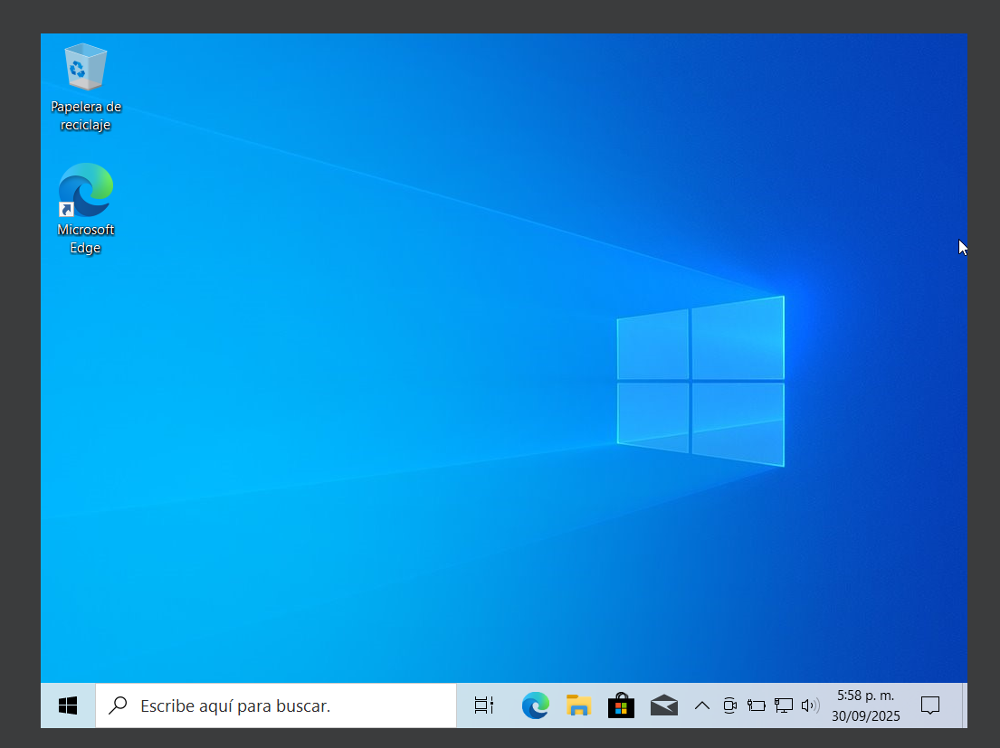 Papelera de
reciclaje
Microsoft
Edge
Escribe aquí para buscar.
5:58 p. m.
30/09/2025